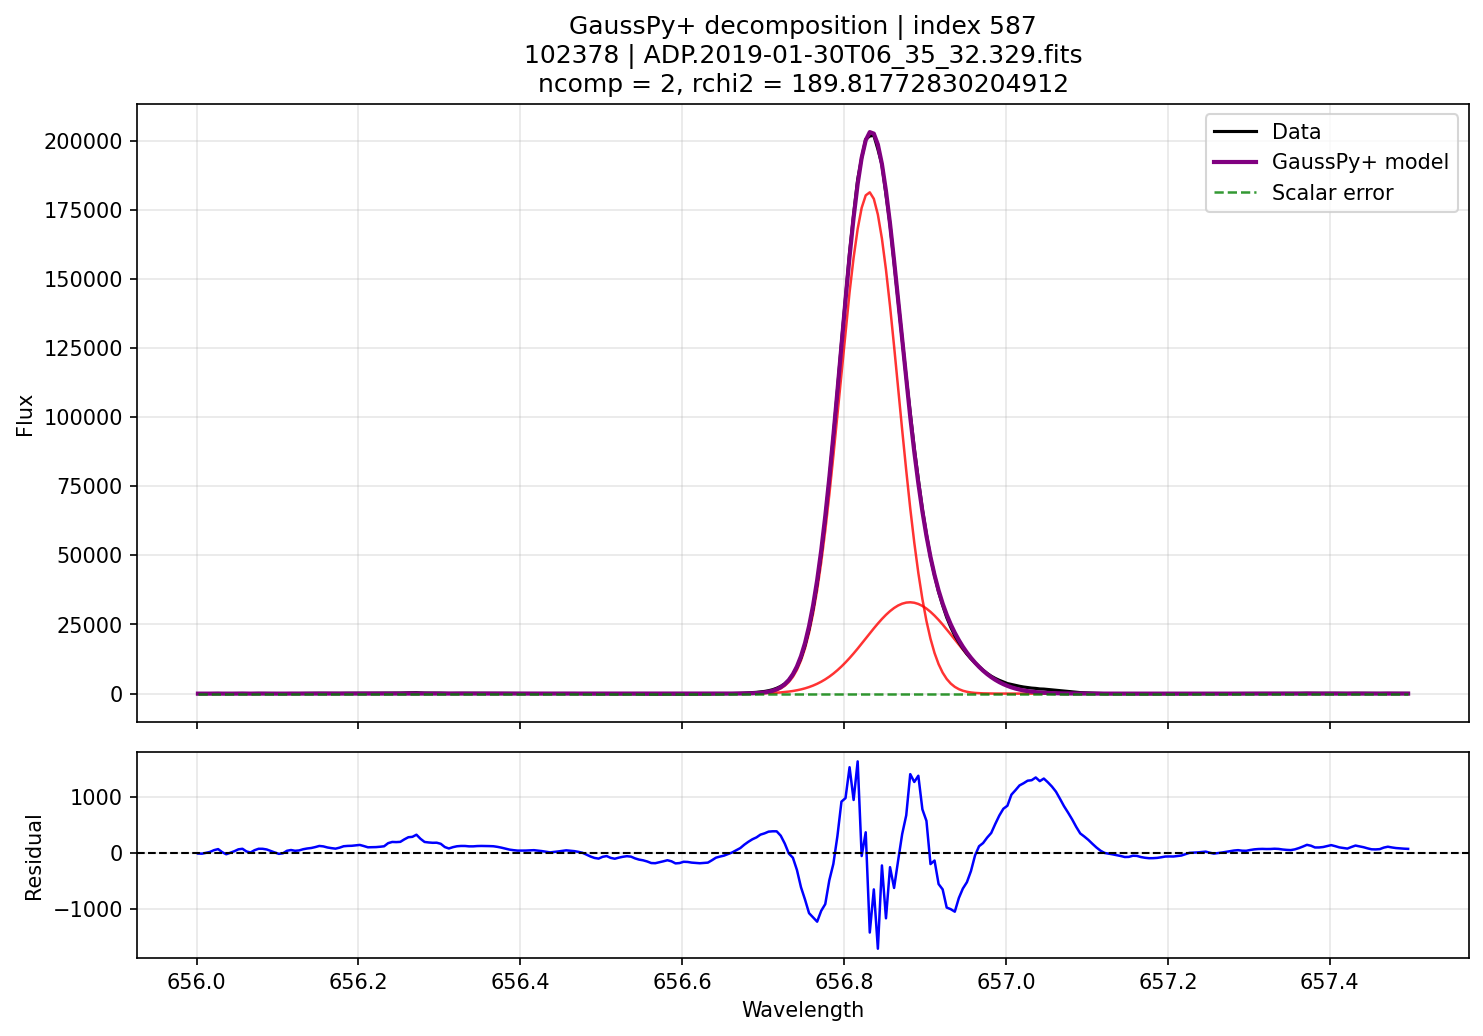 GaussPy+ decomposition | index 587
102378 | ADP.2019-01-30T06_35_32.329.fits
ncomp = 2, rchi2 = 189.81772830204912
Data
GaussPy+ model
Scalar error
200000
175000
150000
125000
100000
75000
50000
25000
0
Flux
1000
0
−1000
Residual
656.0
656.2
656.4
656.6
656.8
657.0
657.2
657.4
Wavelength